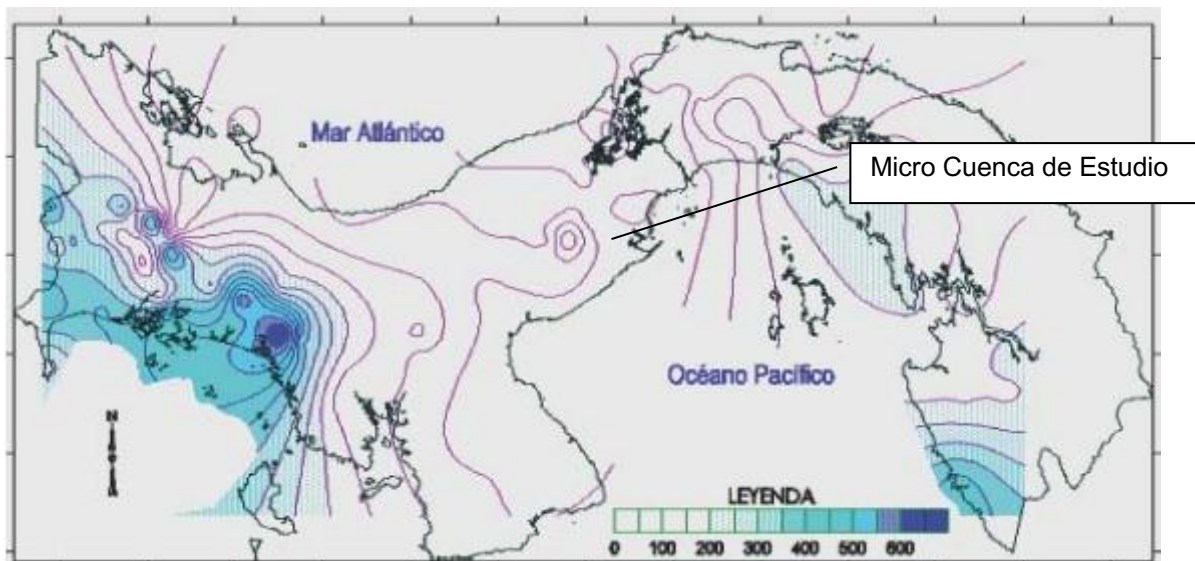 Mar Atlántico
Micro Cuenca de Estudio
Océano Pacífico
N
LEYENDA
0 100 200 300 400 500 600